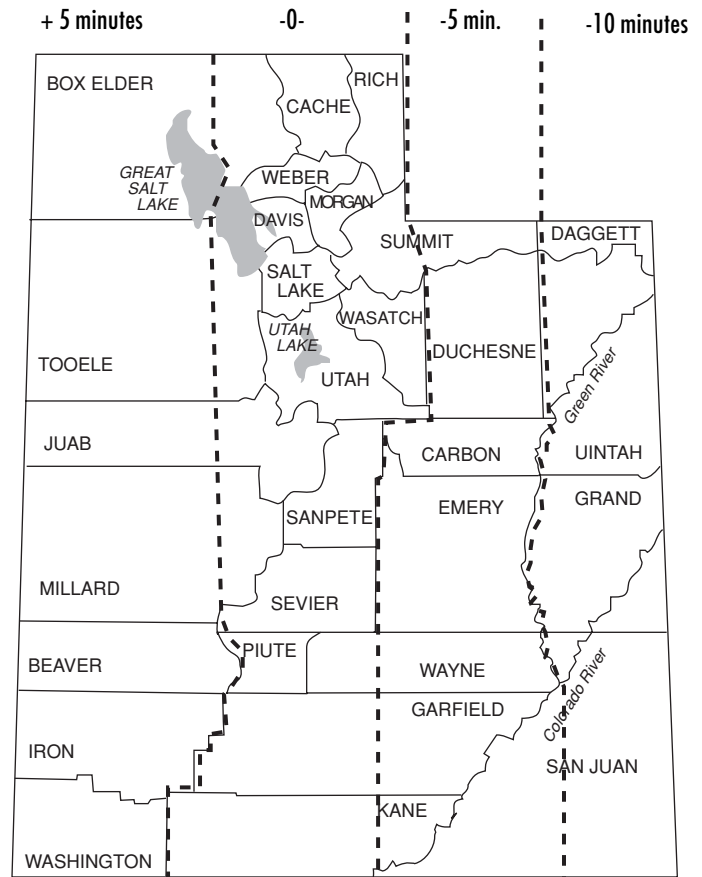 + 5 minutes -0- -5 min. -10 minutes
BOX ELDER
RICH
CACHE
GREAT
SALT
LAKE
WEBER
MORGAN
DAVIS
SUMMIT
DAGGETT
SALT
LAKE
WASATCH
UTAH
LAKE
DUCHESNE
TOOELE
UTAH
Green River
JUAB
CARBON
UINTAH
EMERY
GRAND
SANPETE
MILLARD
SEVIER
PIUTE
BEAVER
WAYNE
Colorado River
GARFIELD
IRON
SAN JUAN
KANE
WASHINGTON